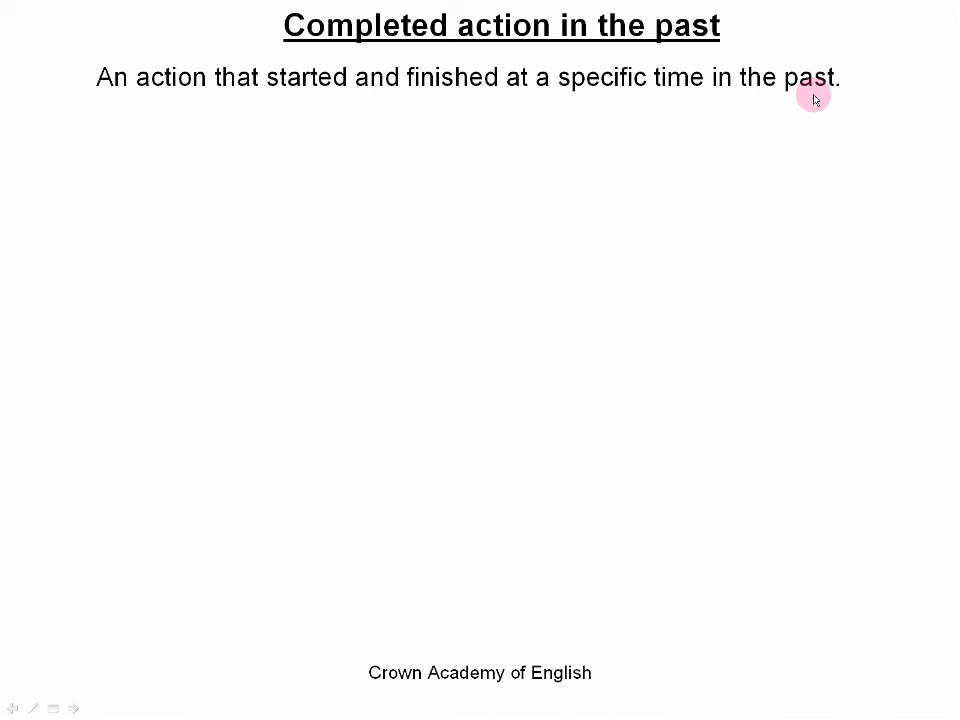 Completed action in the past
An action that started and finished at a specific time in the past.
Crown Academy of English